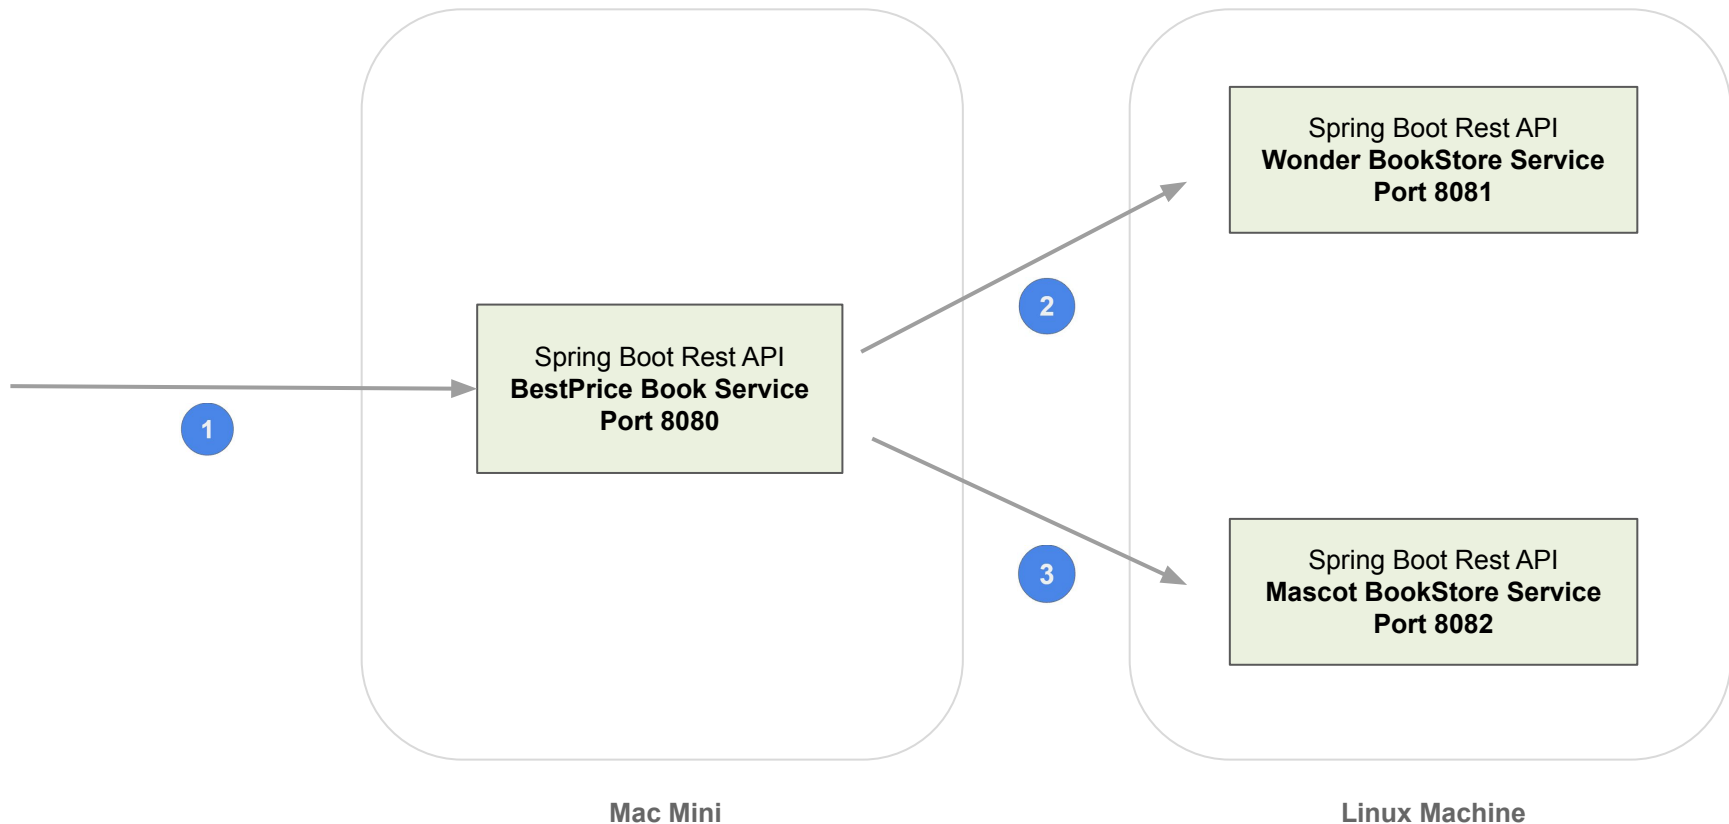 Spring Boot Rest API
Wonder BookStore Service
Port 8081
2
Spring Boot Rest API
BestPrice Book Service
Port 8080
1
3
Spring Boot Rest API
Mascot BookStore Service
Port 8082
Mac Mini
Linux Machine